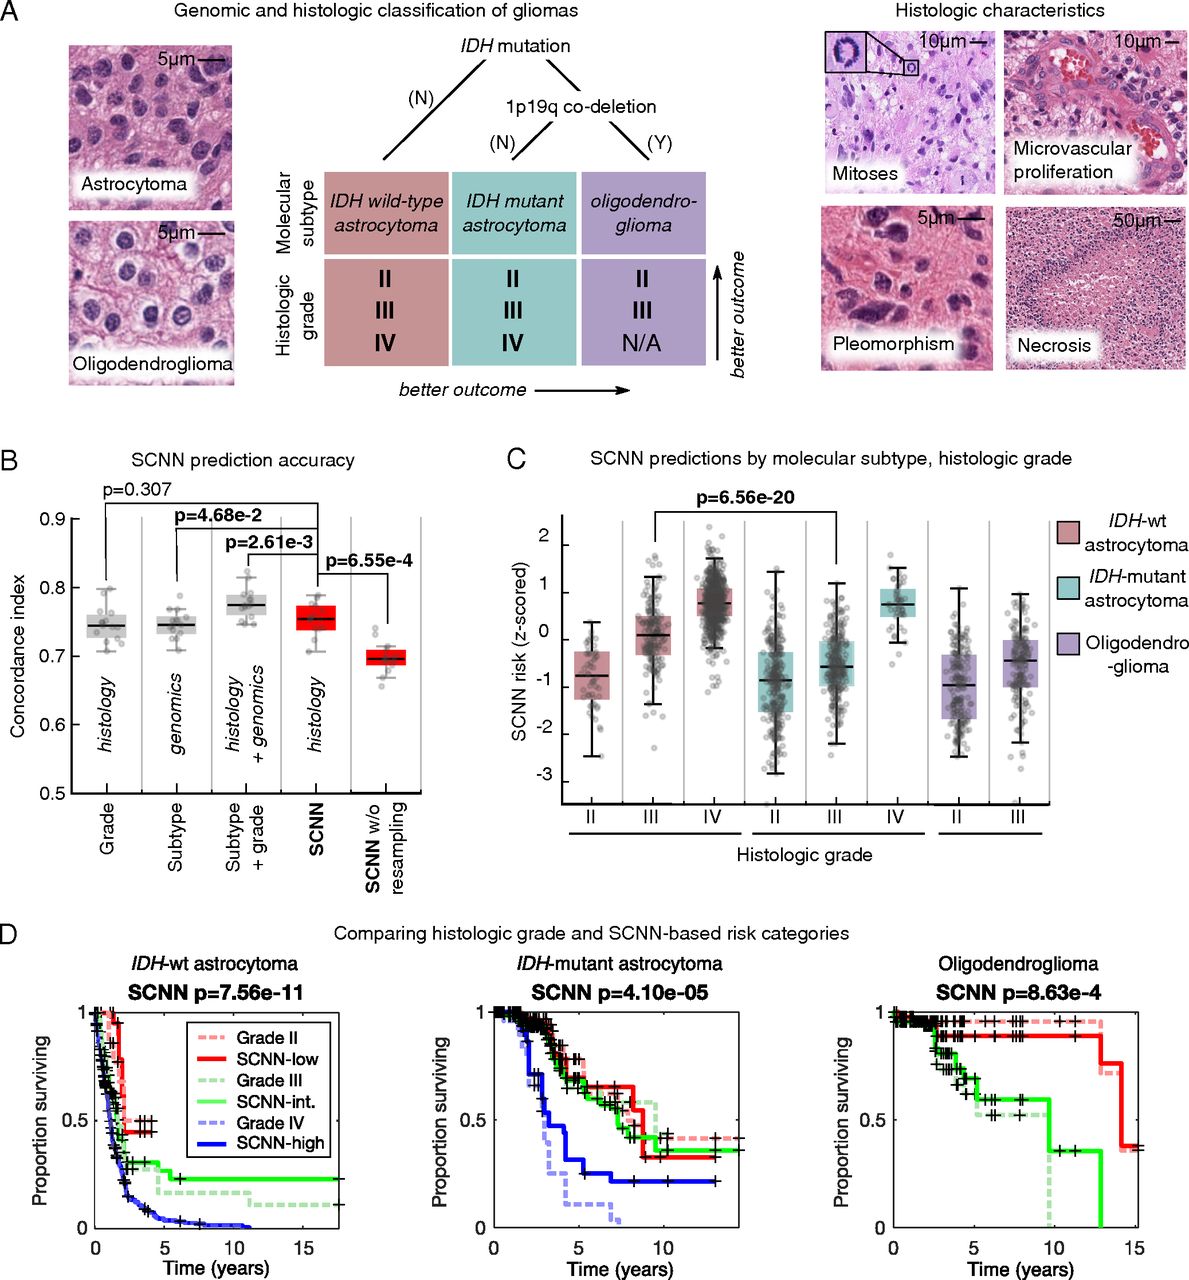 A
Genomic and histologic classification of gliomas
Histologic characteristics
5µm
Astrocytoma
5µm
Oligodendroglioma
IDH mutation
(N)
1p19q co-deletion
(N)
(Y)
Molecular
subtype
IDH wild-type
astrocytoma
IDH mutant
astrocytoma
oligodendro-
glioma
Histologic
grade
II
II
II
III
III
III
IV
IV
N/A
better outcome
better outcome
10µm
Mitoses
10µm
Microvascular
proliferation
5µm
Pleomorphism
50µm
Necrosis
B
SCNN prediction accuracy
p=0.307
p=4.68e-2
p=2.61e-3
p=6.55e-4
Concordance index
0.9
0.8
0.7
0.6
0.5
histology
genomics
histology
+ genomics
histology
Grade
Subtype
Subtype
+ grade
SCNN
SCNN w/o
resampling
C
SCNN predictions by molecular subtype, histologic grade
p=6.56e-20
SCNN risk (z-scored)
2
1
0
-1
-2
-3
II
III
IV
II
III
IV
II
III
Histologic grade
IDH-wt
astrocytoma
IDH-mutant
astrocytoma
Oligodendro
-glioma
D
Comparing histologic grade and SCNN-based risk categories
IDH-wt astrocytoma
SCNN p=7.56e-11
Proportion surviving
1
0.5
0
0
5
10
15
Time (years)
Grade II
SCNN-low
Grade III
SCNN-int.
Grade IV
SCNN-high
IDH-mutant astrocytoma
SCNN p=4.10e-05
Proportion surviving
1
0.5
0
0
5
10
Time (years)
Oligodendroglioma
SCNN p=8.63e-4
Proportion surviving
1
0.5
0
0
5
10
15
Time (years)